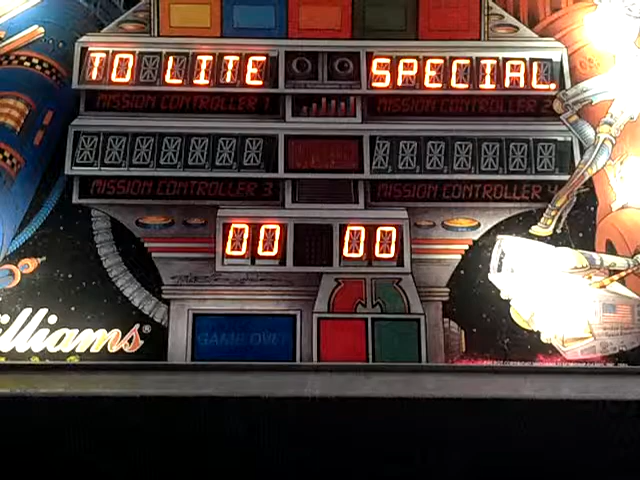 TO LITE SPECIAL.
MISSION CONTROLLER 1 MISSION CONTROLLER 2
MISSION CONTROLLER 3 MISSION CONTROLLER 4
00 00
GAME OVER
illiams®